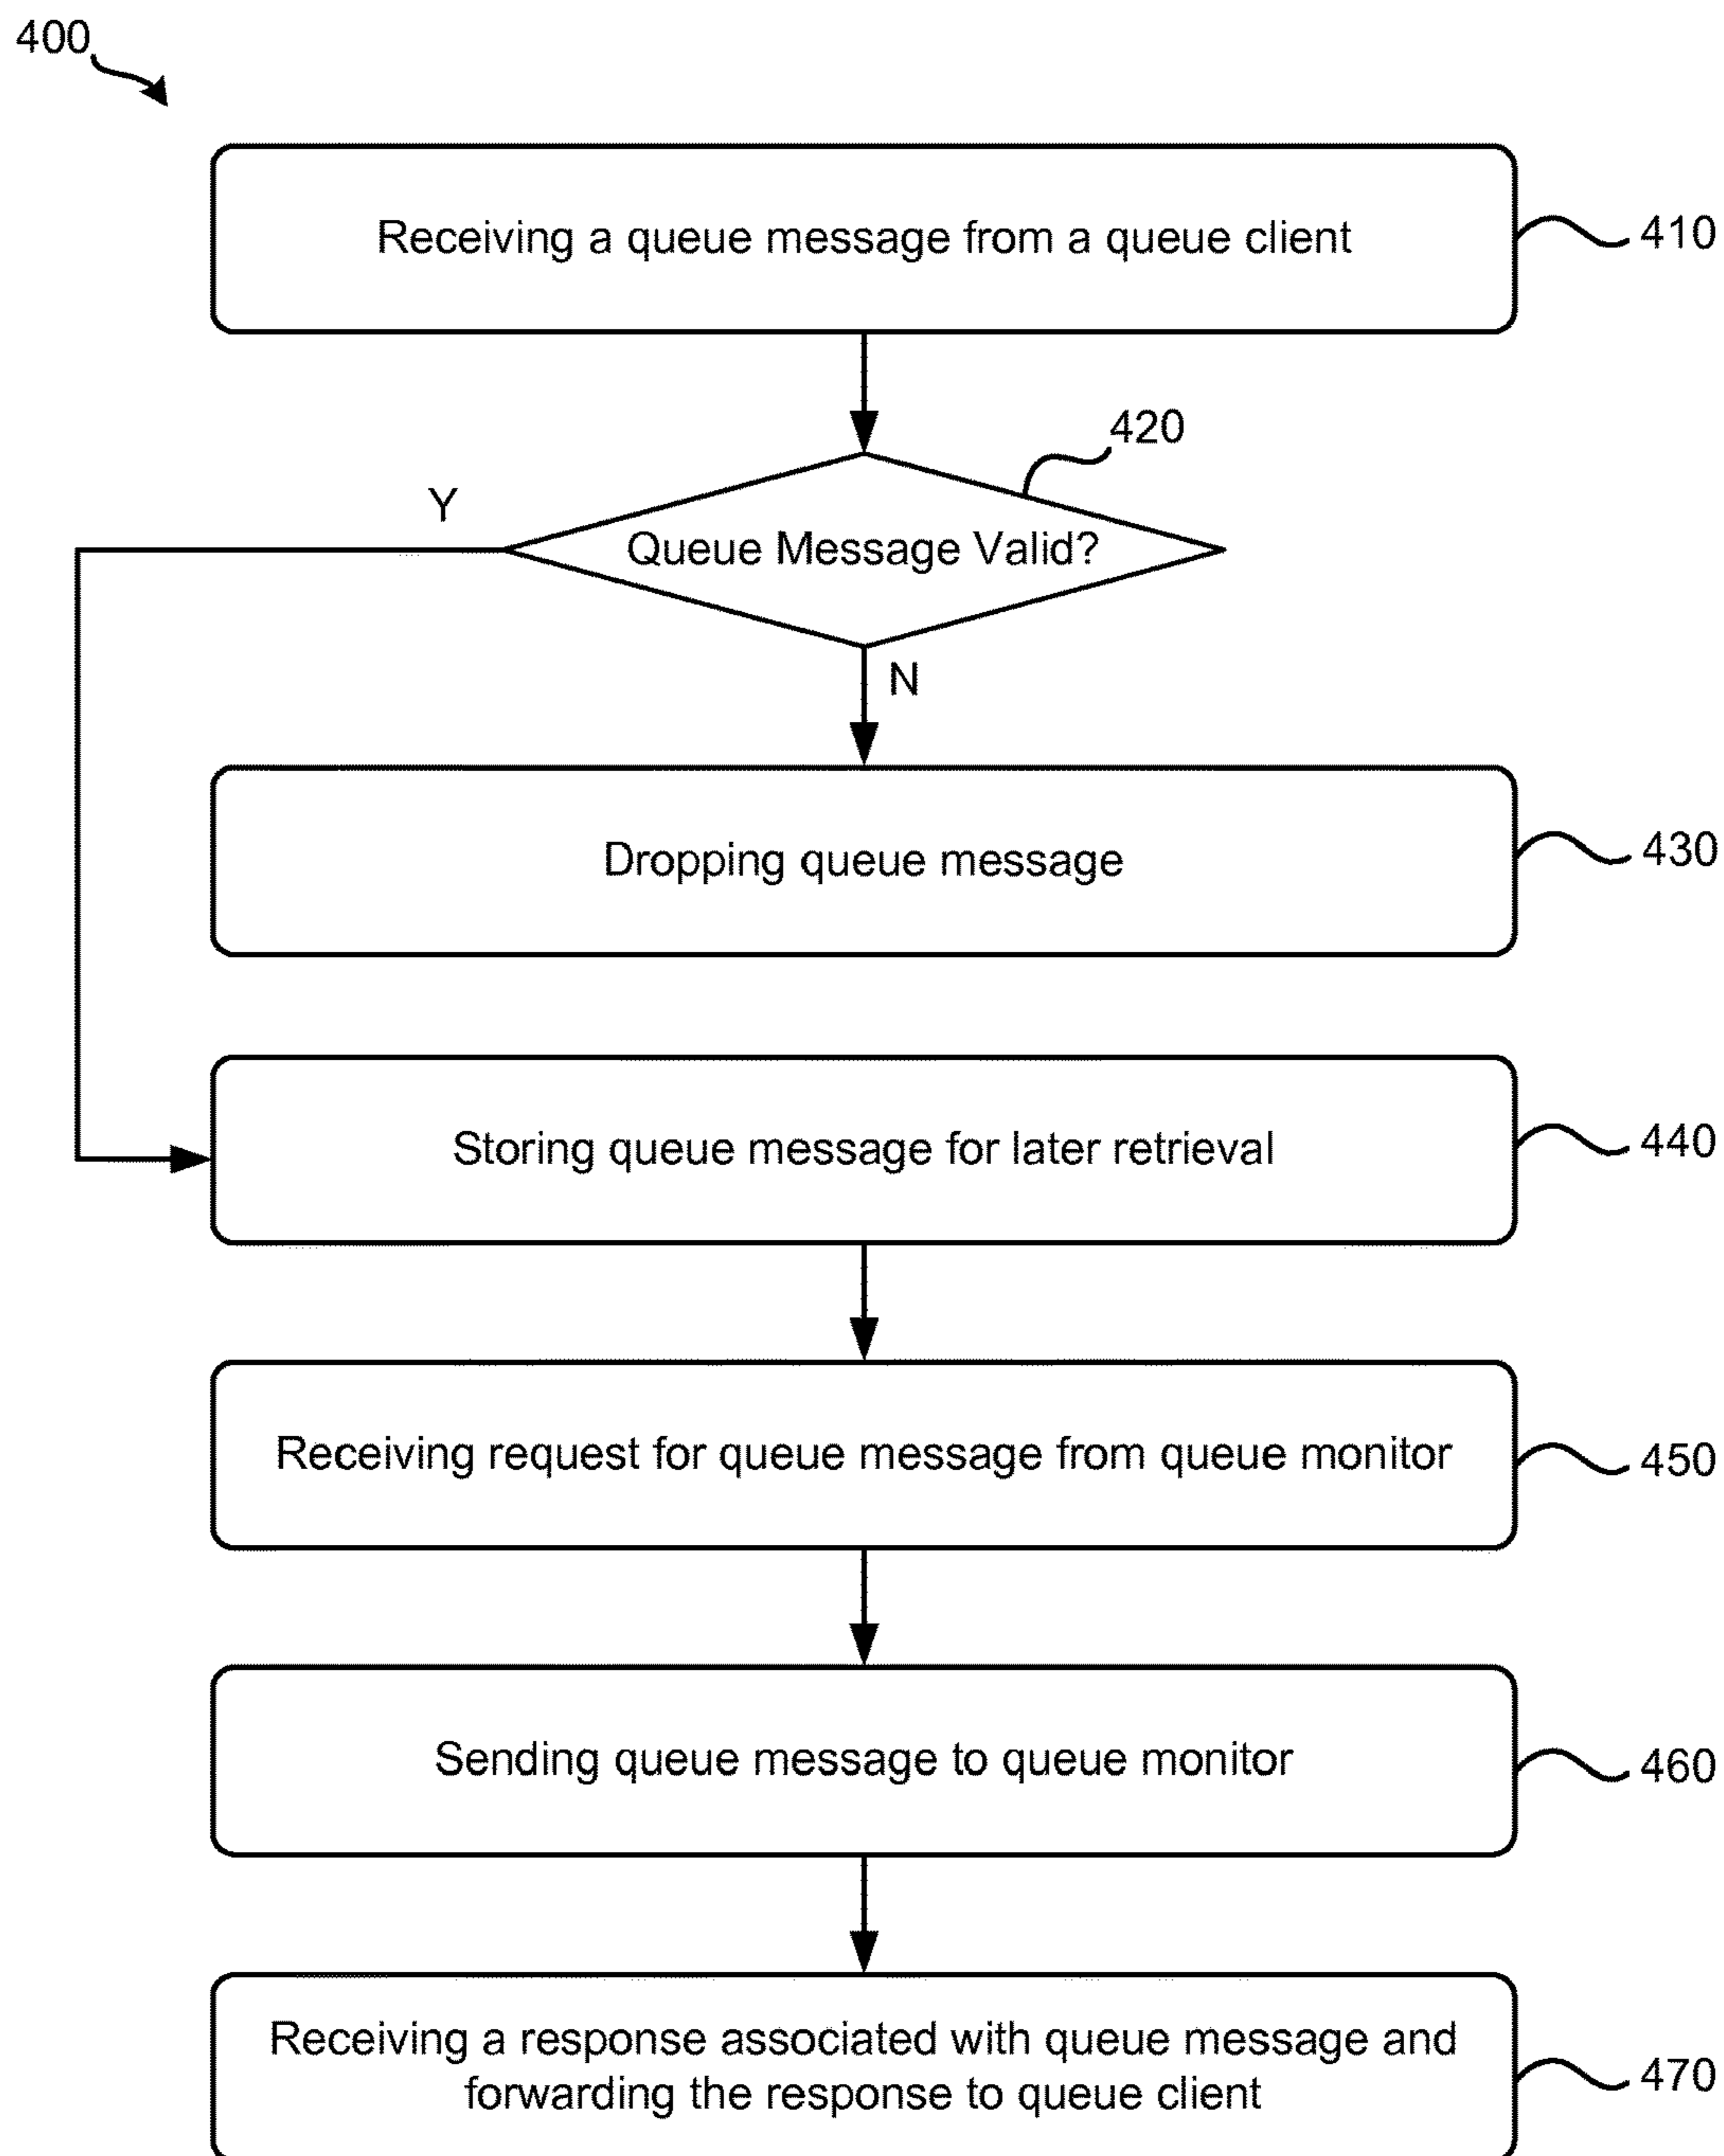 400
Receiving a queue message from a queue client
410
420
Y
Queue Message Valid?
N
Dropping queue message
430
Storing queue message for later retrieval
440
Receiving request for queue message from queue monitor
450
Sending queue message to queue monitor
460
Receiving a response associated with queue message and
forwarding the response to queue client
470